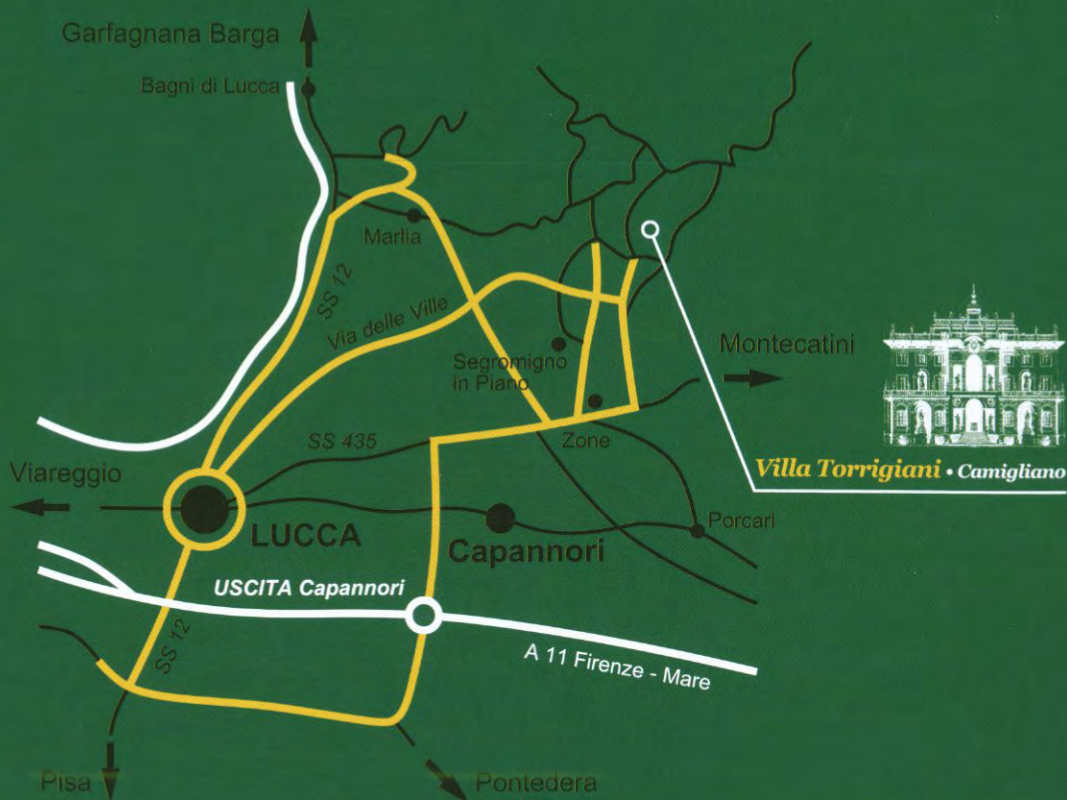 Garfagnana Barga
Bagni di Lucca
Marlia
SS 12
Via delle Ville
Segromigno
in Piano
Montecatini
Zone
SS 435
Villa Torrigiani • Camigliano
Viareggio
LUCCA
Capannori
Porcari
USCITA Capannori
A 11 Firenze - Mare
SS 12
Pisa
Pontedera